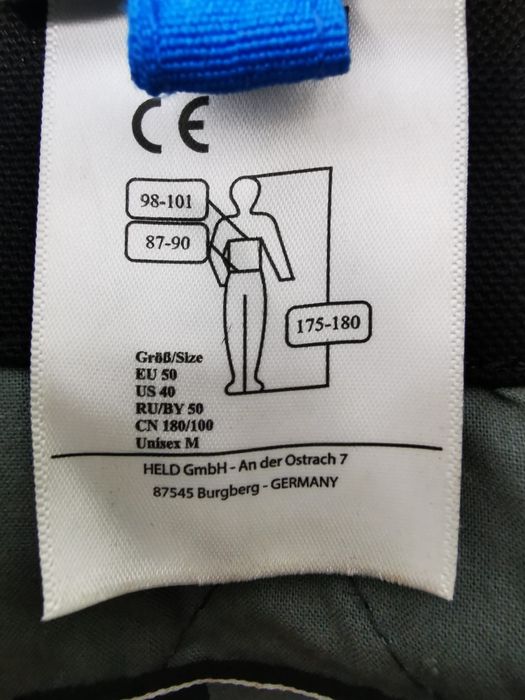 CE
98-101
87-90
175-180
Größ/Size
EU 50
US 40
RU/BY 50
CN 180/100
Unisex M
HELD GmbH - An der Ostrach 7
87545 Burgberg - GERMANY